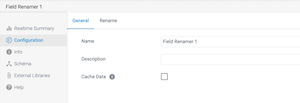 Field Renamer 1
Realtime Summary
Configuration
Info
Schema
External Libraries
Help
General
Rename
Name
Field Renamer 1
Description
Cache Data